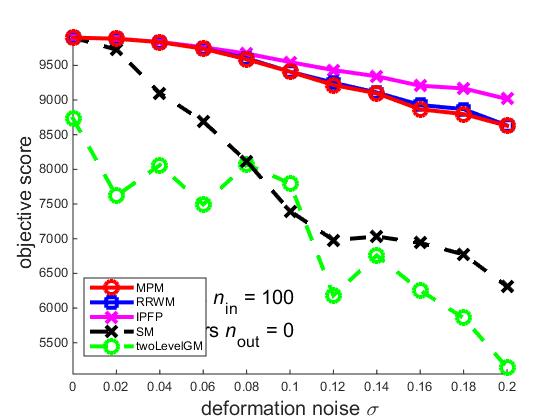 objective score
9500
9000
8500
8000
7500
7000
6500
6000
5500
MPM
RRWM
IPFP
SM
twoLevelGM
n_in = 100
rs n_out = 0
0 0.02 0.04 0.06 0.08 0.1 0.12 0.14 0.16 0.18 0.2
deformation noise σ